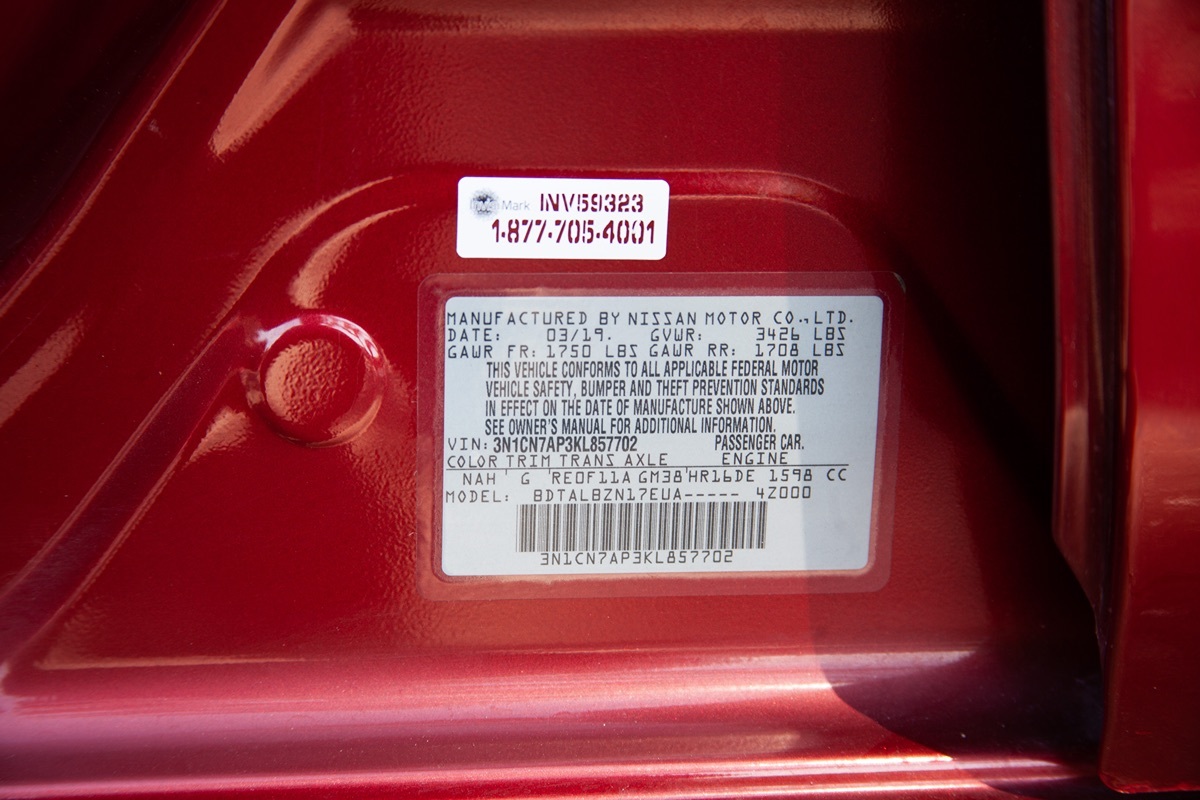 Mark INV59323
1-877-705-4001
MANUFACTURED BY NISSAN MOTOR CO.,LTD.
DATE: 03/19. GVWR: 3426 LBS
GAWR FR: 1750 LBS GAWR RR: 1708 LBS
THIS VEHICLE CONFORMS TO ALL APPLICABLE FEDERAL MOTOR
VEHICLE SAFETY, BUMPER AND THEFT PREVENTION STANDARDS
IN EFFECT ON THE DATE OF MANUFACTURE SHOWN ABOVE.
SEE OWNER'S MANUAL FOR ADDITIONAL INFORMATION.
VIN: 3N1CN7AP3KL857702 PASSENGER CAR.
COLOR TRIM TRANS AXLE ENGINE
NAH ' G 'RE0F11A GM38'HR16DE 1598 CC
MODEL: BDTALBZN17EUA----- 4Z000
3N1CN7AP3KL857702